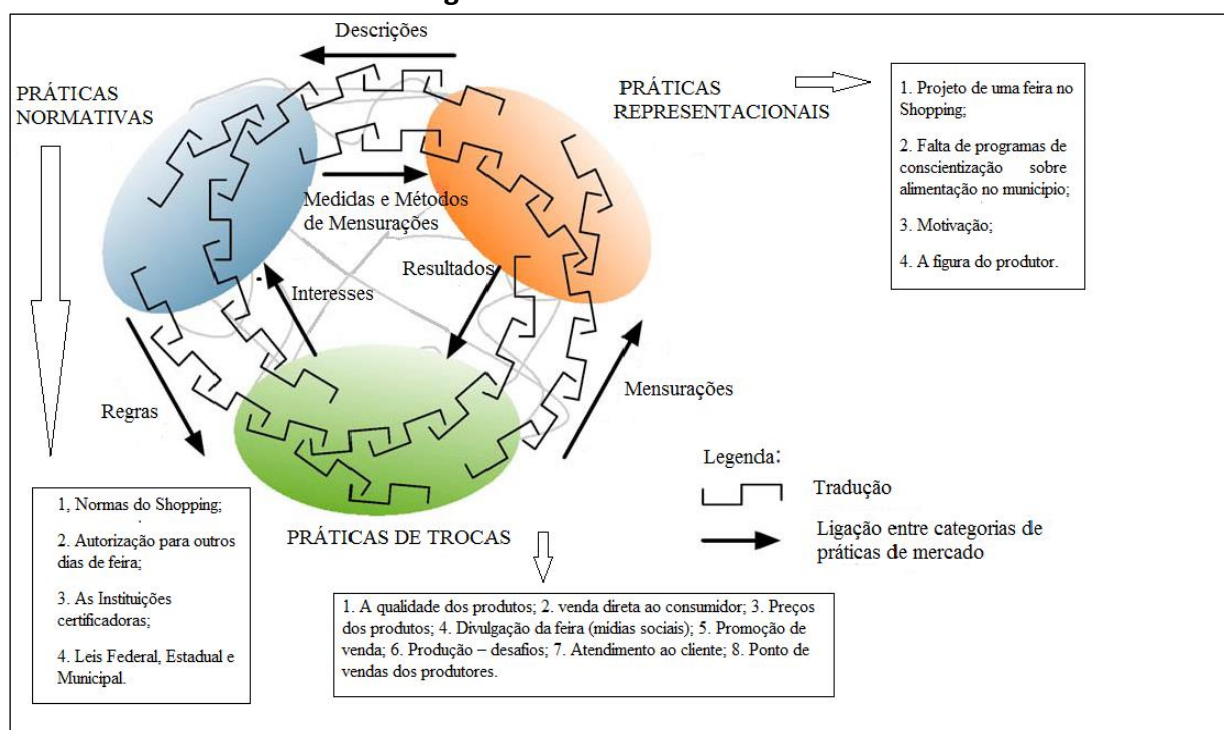 Descrições
PRÁTICAS
NORMATIVAS
PRÁTICAS
REPRESENTACIONAIS
1. Projeto de uma feira no
Shopping;
2. Falta de programas de
conscientização sobre
alimentação no municipio;
3. Motivação;
4. A figura do produtor.
Medidas e Métodos
de Mensurações
Resultados
Interesses
Regras
Mensurações
Legenda:
Tradução
Ligação entre categorias de
práticas de mercado
PRÁTICAS DE TROCAS
1, Normas do Shopping;
2. Autorização para outros
dias de feira;
3. As Instituições
certificadoras;
4. Leis Federal, Estadual e
Municipal.
1. A qualidade dos produtos; 2. venda direta ao consumidor; 3. Preços
dos produtos; 4. Divulgação da feira (mídias sociais); 5. Promoção de
venda; 6. Produção – desafios; 7. Atendimento ao cliente; 8. Ponto de
vendas dos produtores.